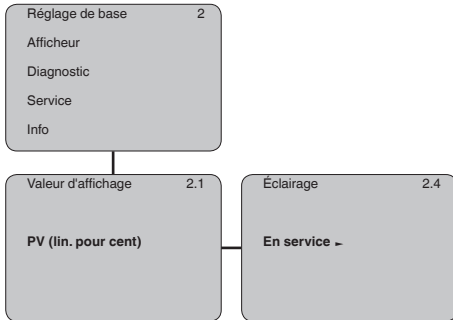 Réglage de base 2
Afficheur
Diagnostic
Service
Info
Valeur d'affichage 2.1
PV (lin. pour cent)
Éclairage 2.4
En service ►